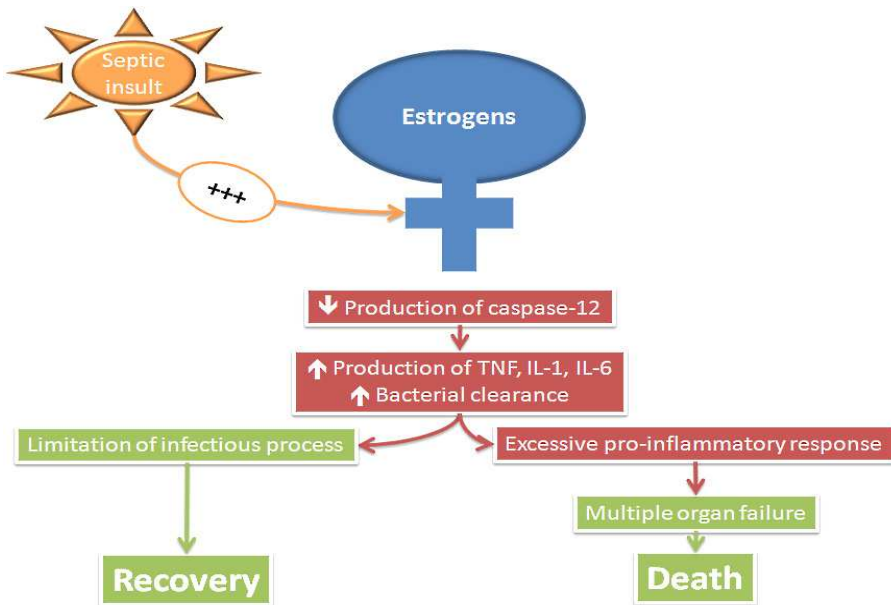 Septic
insult
Estrogens
+++
↓ Production of caspase-12
↑ Production of TNF, IL-1, IL-6
↑ Bacterial clearance
Limitation of infectious process
Excessive pro-inflammatory response
Multiple organ failure
Recovery
Death